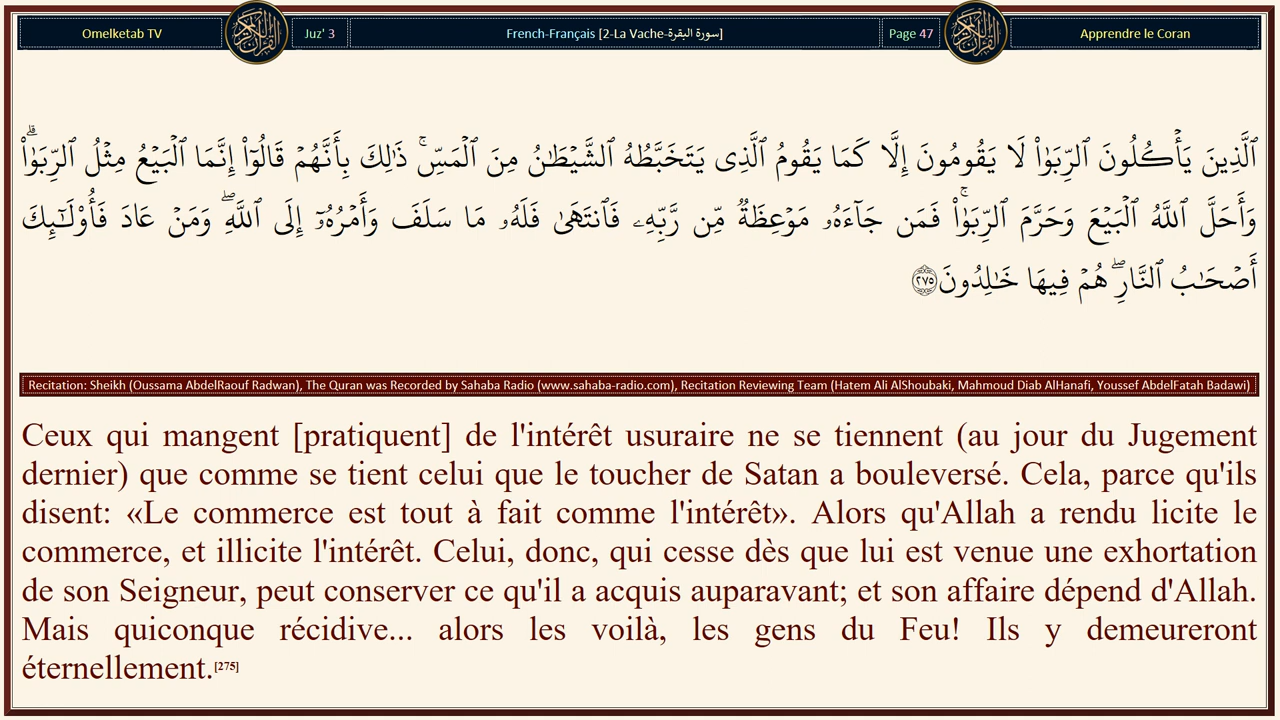 Omelketab TV
Juz' 3
French-Français [2-La Vache-سورة البقرة]
Page 47
Apprendre le Coran
ٱلَّذِينَ يَأۡكُلُونَ ٱلرِّبَوٰاْ لَا يَقُومُونَ إِلَّا كَمَا يَقُومُ ٱلَّذِى يَتَخَبَّطُهُ ٱلشَّيۡطَٰنُ مِنَ ٱلۡمَسِّۚ ذَٰلِكَ بِأَنَّهُمۡ قَالُوٓاْ إِنَّمَا ٱلۡبَيۡعُ مِثۡلُ ٱلرِّبَوٰاْۗ
وَأَحَلَّ ٱللَّهُ ٱلۡبَيۡعَ وَحَرَّمَ ٱلرِّبَوٰاْۚ فَمَن جَآءَهُۥ مَوۡعِظَةٌ مِّن رَّبِّهِۦ فَٱنتَهَىٰ فَلَهُۥ مَا سَلَفَ وَأَمۡرُهُۥٓ إِلَى ٱللَّهِۖ وَمَنۡ عَادَ فَأُوْلَٰٓئِكَ
أَصۡحَٰبُ ٱلنَّارِۖ هُمۡ فِيهَا خَٰلِدُونَ ٢٧٥
Recitation: Sheikh (Oussama AbdelRaouf Radwan), The Quran was Recorded by Sahaba Radio (www.sahaba-radio.com), Recitation Reviewing Team (Hatem Ali AlShoubaki, Mahmoud Diab AlHanafi, Youssef AbdelFatah Badawi)
Ceux qui mangent [pratiquent] de l'intérêt usuraire ne se tiennent (au jour du Jugement
dernier) que comme se tient celui que le toucher de Satan a bouleversé. Cela, parce qu'ils
disent: «Le commerce est tout à fait comme l'intérêt». Alors qu'Allah a rendu licite le
commerce, et illicite l'intérêt. Celui, donc, qui cesse dès que lui est venue une exhortation
de son Seigneur, peut conserver ce qu'il a acquis auparavant; et son affaire dépend d'Allah.
Mais quiconque récidive... alors les voilà, les gens du Feu! Ils y demeureront
éternellement.[275]